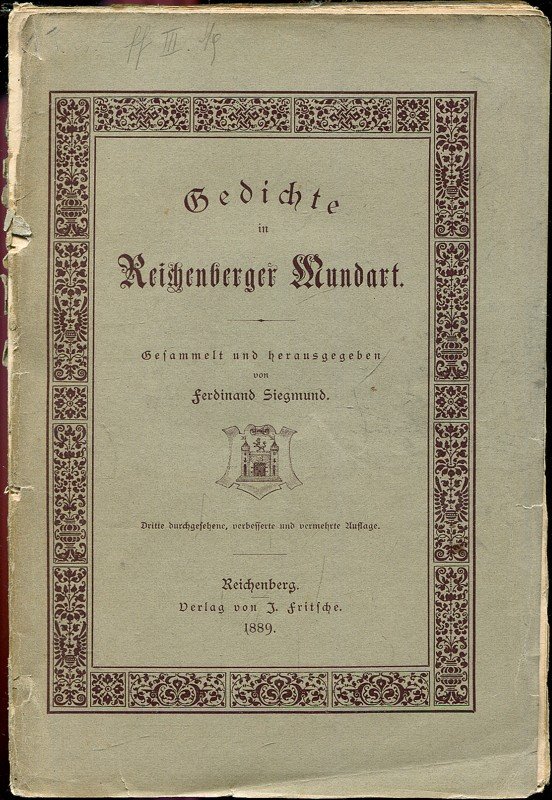 Gedichte
in
Reichenberger Mundart.
Gesammelt und herausgegeben
von
Ferdinand Siegmund.
Dritte durchgesehene, verbesserte und vermehrte Auflage.
Reichenberg.
Verlag von J. Fritsche.
1889.